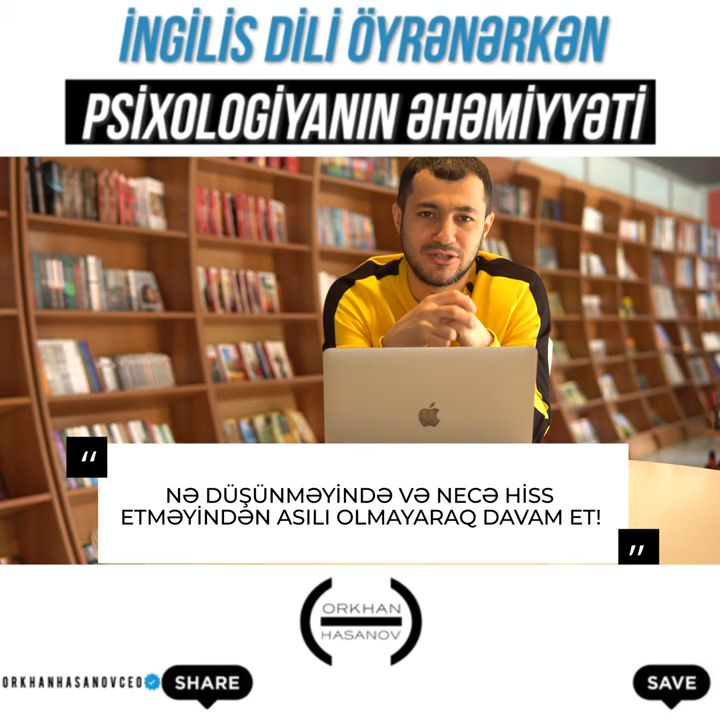 İNGİLİS DİLİ ÖYRƏNƏRKƏN
PSİXOLOGİYANIN ƏHƏMİYYƏTİ
“
NƏ DÜŞÜNMƏYİNDƏ VƏ NECƏ HİSS
ETMƏYİNDƏN ASILI OLMAYARAQ DAVAM ET!
”
ORKHAN
HASANOV
ORKHANHASANOVCEO
SHARE
SAVE